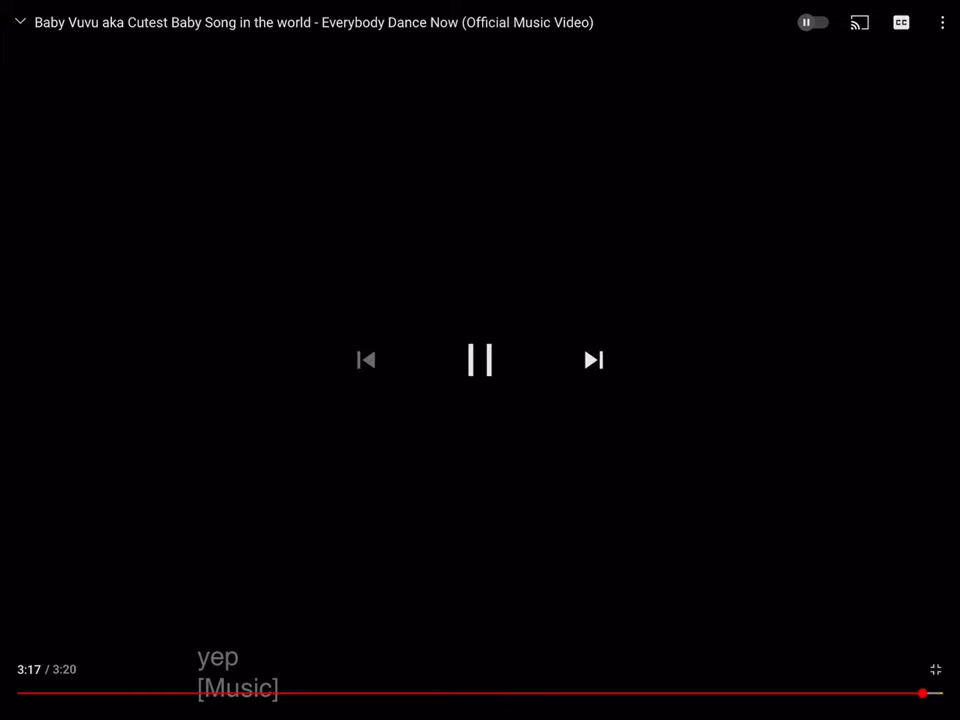 Baby Vuvu aka Cutest Baby Song in the world - Everybody Dance Now (Official Music Video)
CC
yep
3:17 / 3:20
[Music]